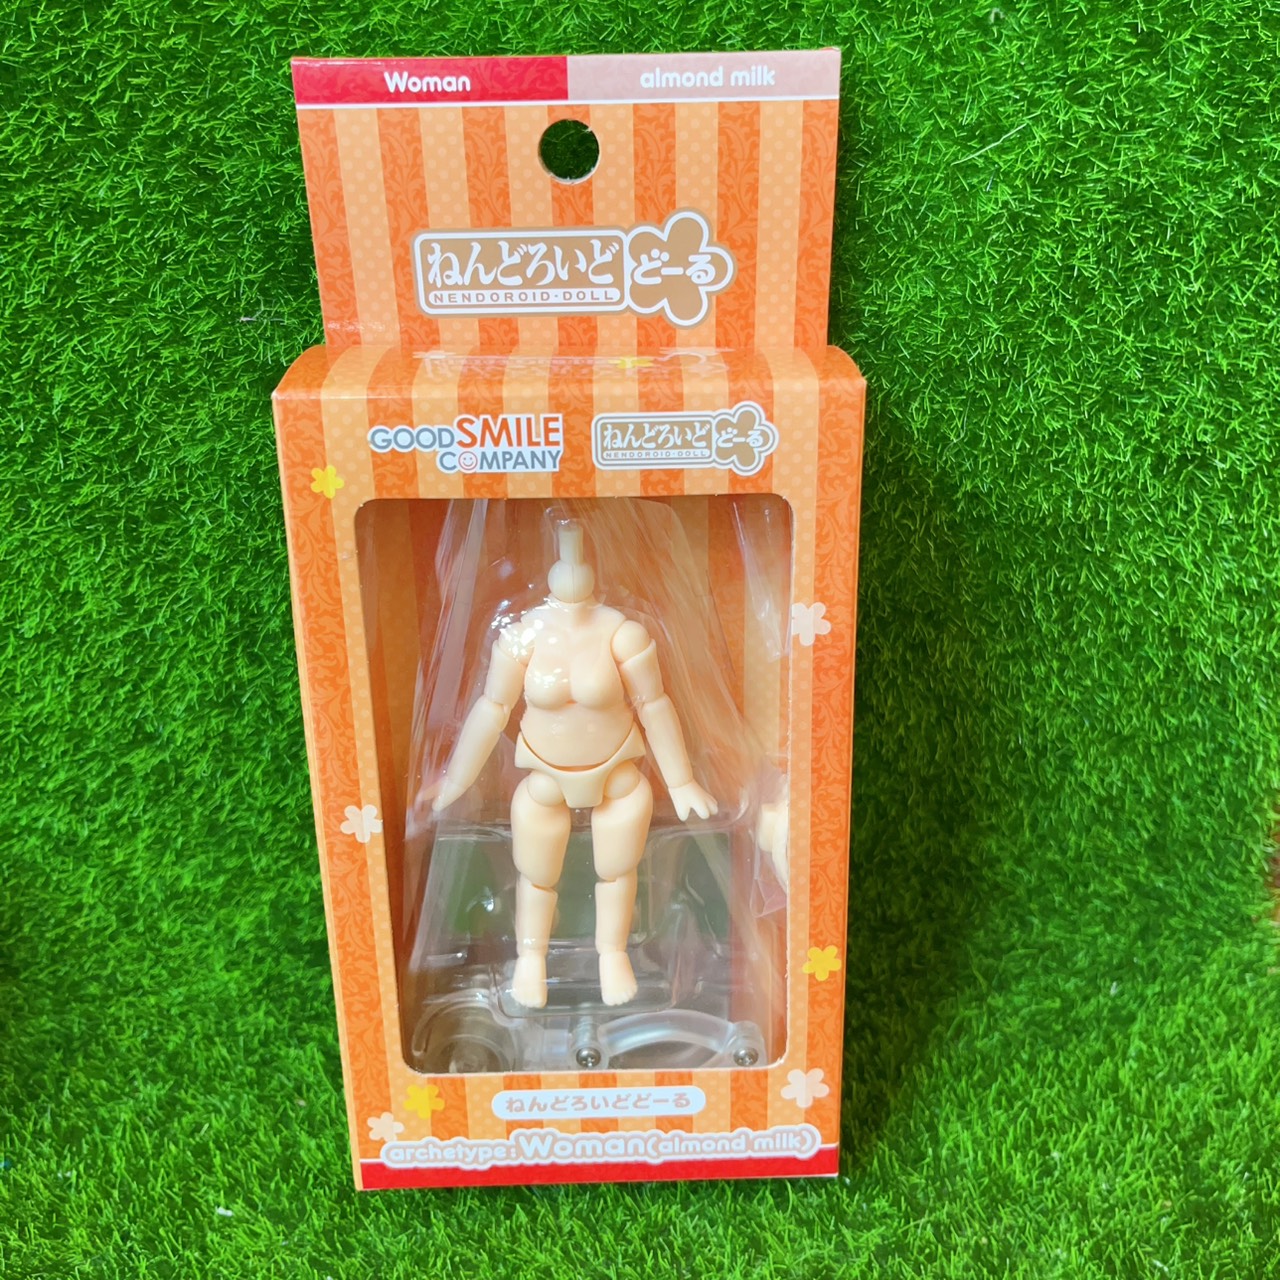 Woman
almond milk
ねんどろいど どーる
NENDOROID・DOLL
GOOD SMILE
COMPANY
ねんどろいど どーる
NENDOROID・DOLL
ねんどろいどどーる
archetype:Woman(almond milk)